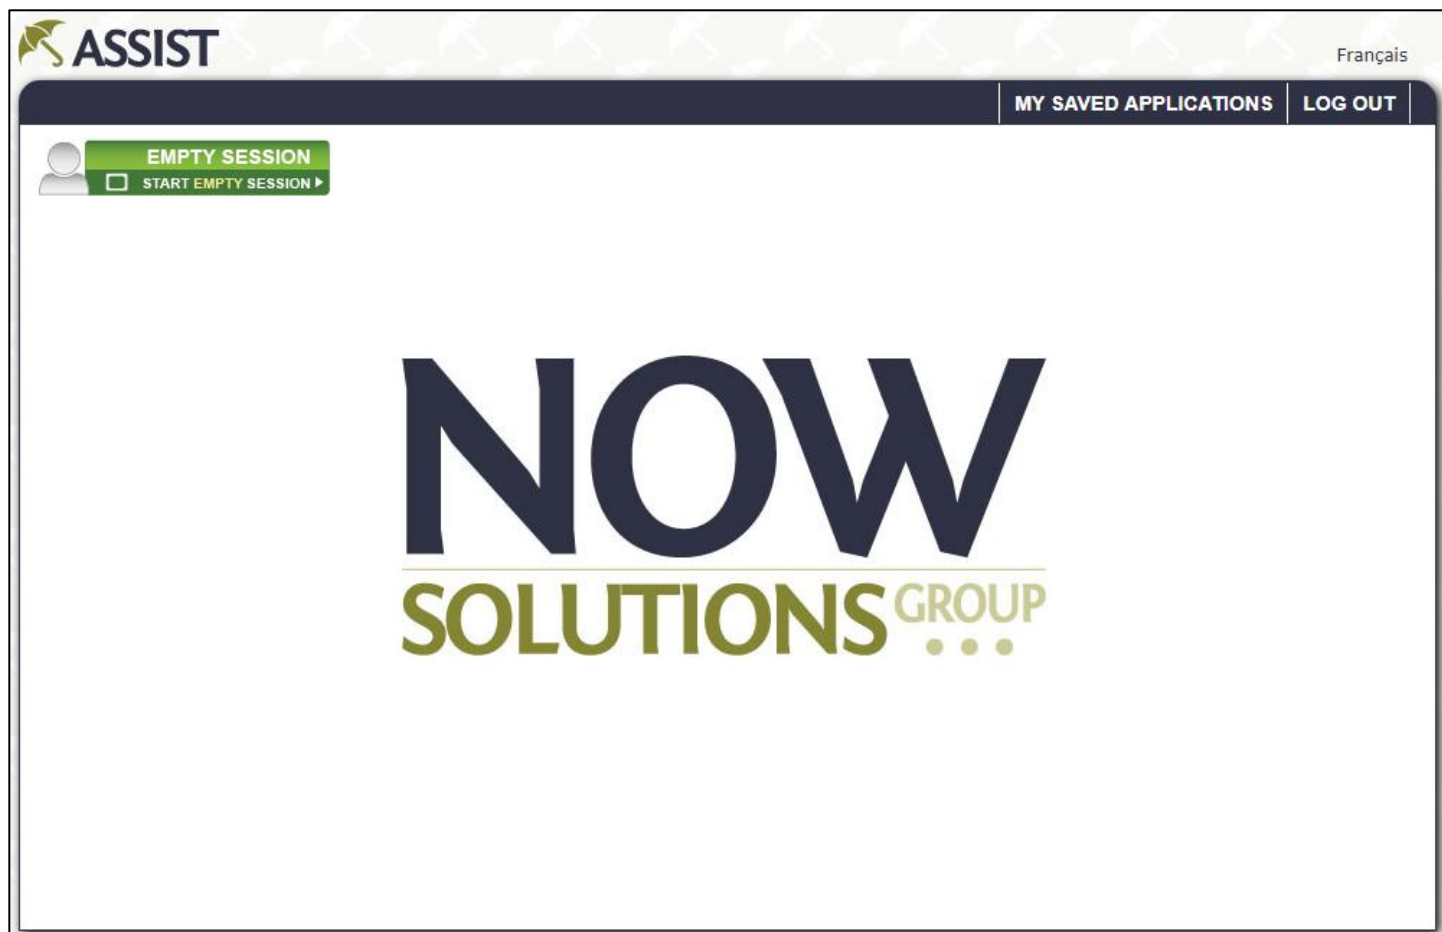 ASSIST
Français
MY SAVED APPLICATIONS LOG OUT
EMPTY SESSION
START EMPTY SESSION
NOW
SOLUTIONS GROUP